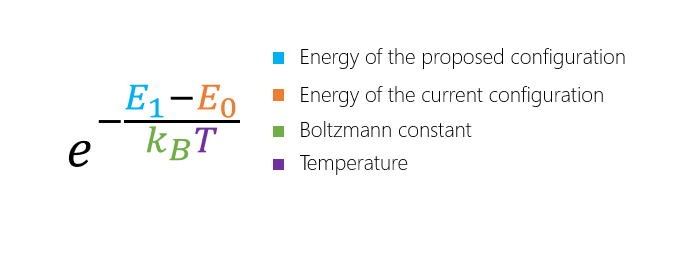 e^{-\frac{E_1-E_0}{k_B T}}
Energy of the proposed configuration
Energy of the current configuration
Boltzmann constant
Temperature